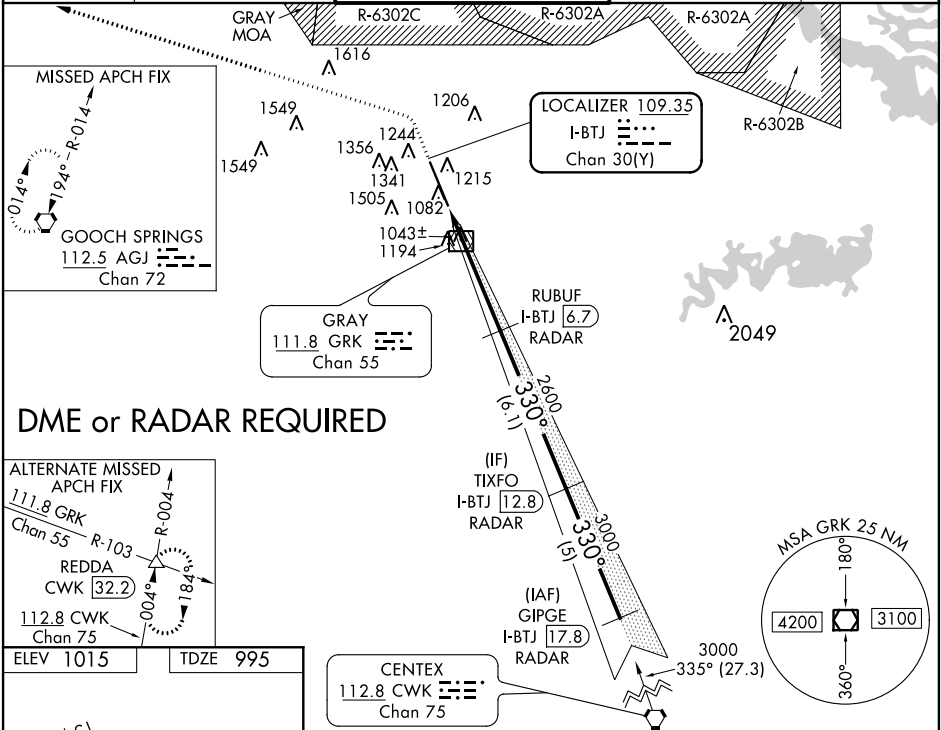 GRAY
MOA
R-6302C
R-6302A
R-6302A
R-6302B
1616
1549
1549
1206
1244
1356
1341
1215
1505
1082
1043±
1194
MISSED APCH FIX
R-014
014°
194°
GOOCH SPRINGS
112.5 AGJ
Chan 72
LOCALIZER 109.35
I-BTJ
Chan 30(Y)
GRAY
111.8 GRK
Chan 55
RUBUF
I-BTJ 6.7
RADAR
2049
2600
330°
(6.1)
DME or RADAR REQUIRED
(IF)
TIXFO
I-BTJ 12.8
RADAR
3000
330°
(5)
ALTERNATE MISSED
APCH FIX
111.8 GRK
Chan 55
R-103
R-004
REDDA
CWK 32.2
004°
184°
112.8 CWK
Chan 75
(IAF)
GIPGE
I-BTJ 17.8
RADAR
MSA GRK 25 NM
180°
4200
3100
360°
3000
335° (27.3)
CENTEX
112.8 CWK
Chan 75
ELEV 1015
TDZE 995